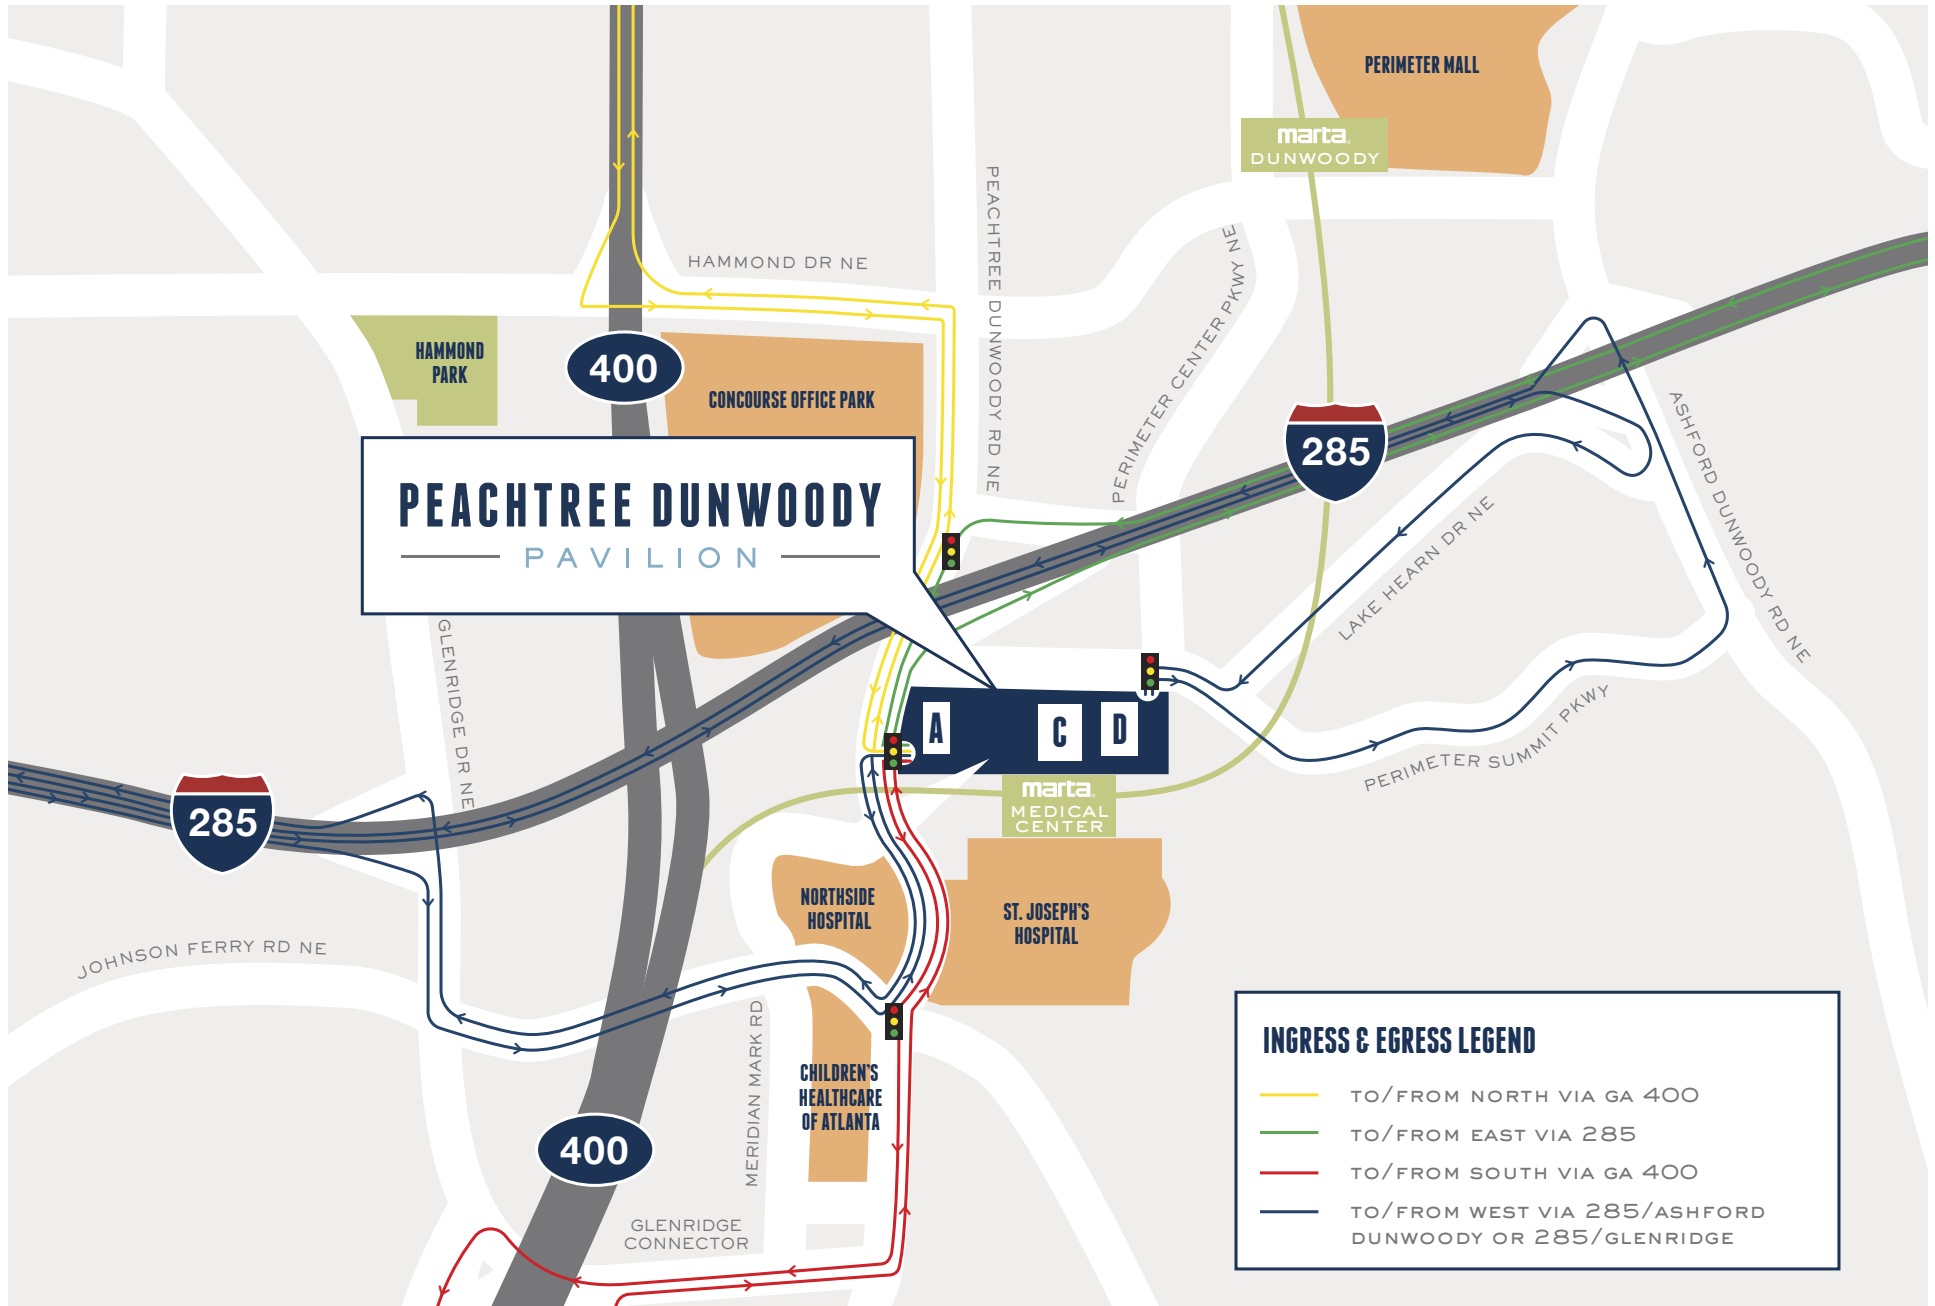 PERIMETER MALL
marta
DUNWOODY
PEACHTREE DUNWOODY RD NE
PERIMETER CENTER PKWY NE
HAMMOND DR NE
HAMMOND
PARK
400
CONCOURSE OFFICE PARK
285
ASHFORD DUNWOODY RD NE
PEACHTREE DUNWOODY
PAVILION
LAKE HEARN DR NE
GLENRIDGE DR NE
A
C
D
PERIMETER SUMMIT PKWY
285
marta
MEDICAL
CENTER
NORTHSIDE
HOSPITAL
ST. JOSEPH'S
HOSPITAL
JOHNSON FERRY RD NE
MERIDIAN MARK RD
CHILDREN'S
HEALTHCARE
OF ATLANTA
400
GLENRIDGE
CONNECTOR
INGRESS & EGRESS LEGEND
TO/FROM NORTH VIA GA 400
TO/FROM EAST VIA 285
TO/FROM SOUTH VIA GA 400
TO/FROM WEST VIA 285/ASHFORD
DUNWOODY OR 285/GLENRIDGE